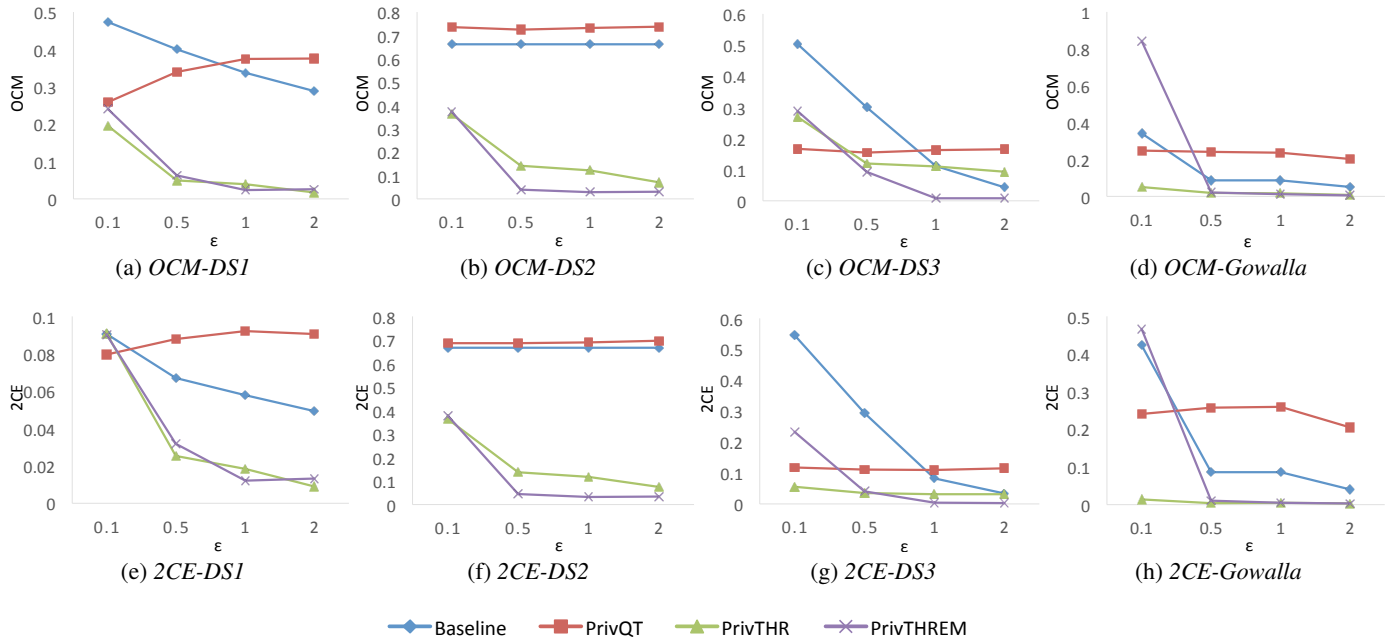 0.5
0.4
0.3
0.2
0.1
0
OCM
0.1 0.5 1 2
ε
(a) OCM-DS1
0.8
0.7
0.6
0.5
0.4
0.3
0.2
0.1
0
OCM
0.1 0.5 1 2
ε
(b) OCM-DS2
0.6
0.5
0.4
0.3
0.2
0.1
0
OCM
0.1 0.5 1 2
ε
(c) OCM-DS3
1
0.8
0.6
0.4
0.2
0
OCM
0.1 0.5 1 2
ε
(d) OCM-Gowalla
0.1
0.08
0.06
0.04
0.02
0
2CE
0.1 0.5 1 2
ε
(e) 2CE-DS1
0.8
0.7
0.6
0.5
0.4
0.3
0.2
0.1
0
2CE
0.1 0.5 1 2
ε
(f) 2CE-DS2
0.6
0.5
0.4
0.3
0.2
0.1
0
2CE
0.1 0.5 1 2
ε
(g) 2CE-DS3
0.5
0.4
0.3
0.2
0.1
0
2CE
0.1 0.5 1 2
ε
(h) 2CE-Gowalla
Baseline PrivQT PrivTHR PrivTHREM